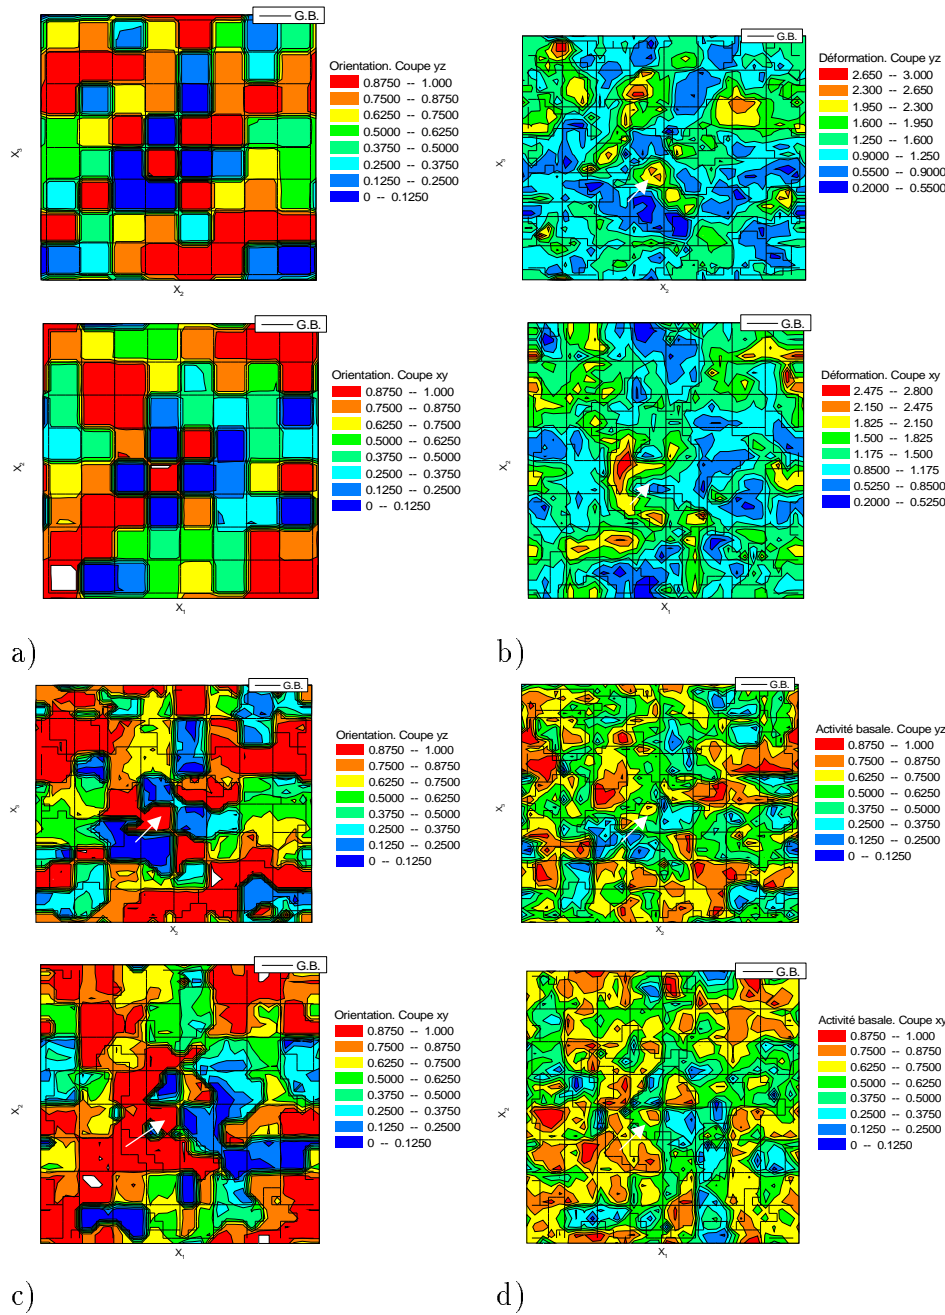 G.B.
Orientation. Coupe yz
0.8750 -- 1.000
0.7500 -- 0.8750
0.6250 -- 0.7500
0.5000 -- 0.6250
0.3750 -- 0.5000
0.2500 -- 0.3750
0.1250 -- 0.2500
0 -- 0.1250
X3
X2
G.B.
Orientation. Coupe xy
0.8750 -- 1.000
0.7500 -- 0.8750
0.6250 -- 0.7500
0.5000 -- 0.6250
0.3750 -- 0.5000
0.2500 -- 0.3750
0.1250 -- 0.2500
0 -- 0.1250
X2
X1
a)
G.B.
Déformation. Coupe yz
2.650 -- 3.000
2.300 -- 2.650
1.950 -- 2.300
1.600 -- 1.950
1.250 -- 1.600
0.9000 -- 1.250
0.5500 -- 0.9000
0.2000 -- 0.5500
X3
X2
G.B.
Déformation. Coupe xy
2.475 -- 2.800
2.150 -- 2.475
1.825 -- 2.150
1.500 -- 1.825
1.175 -- 1.500
0.8500 -- 1.175
0.5250 -- 0.8500
0.2000 -- 0.5250
X2
X1
b)
G.B.
Orientation. Coupe yz
0.8750 -- 1.000
0.7500 -- 0.8750
0.6250 -- 0.7500
0.5000 -- 0.6250
0.3750 -- 0.5000
0.2500 -- 0.3750
0.1250 -- 0.2500
0 -- 0.1250
X3
X2
G.B.
Orientation. Coupe xy
0.8750 -- 1.000
0.7500 -- 0.8750
0.6250 -- 0.7500
0.5000 -- 0.6250
0.3750 -- 0.5000
0.2500 -- 0.3750
0.1250 -- 0.2500
0 -- 0.1250
X2
X1
c)
G.B.
Activité basale. Coupe yz
0.8750 -- 1.000
0.7500 -- 0.8750
0.6250 -- 0.7500
0.5000 -- 0.6250
0.3750 -- 0.5000
0.2500 -- 0.3750
0.1250 -- 0.2500
0 -- 0.1250
X3
X2
G.B.
Activité basale. Coupe xy
0.8750 -- 1.000
0.7500 -- 0.8750
0.6250 -- 0.7500
0.5000 -- 0.6250
0.3750 -- 0.5000
0.2500 -- 0.3750
0.1250 -- 0.2500
0 -- 0.1250
X2
X1
d)